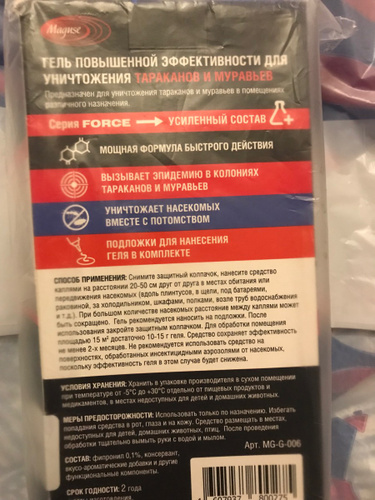 Magnse
ГЕЛЬ ПОВЫШЕННОЙ ЭФФЕКТИВНОСТИ ДЛЯ
УНИЧТОЖЕНИЯ ТАРАКАНОВ И МУРАВЬЕВ
Предназначен для уничтожения тараканов и муравьев в помещениях
различного назначения.
Серия FORCE → УСИЛЕННЫЙ СОСТАВ
МОЩНАЯ ФОРМУЛА БЫСТРОГО ДЕЙСТВИЯ
ВЫЗЫВАЕТ ЭПИДЕМИЮ В КОЛОНИЯХ
ТАРАКАНОВ И МУРАВЬЕВ
УНИЧТОЖАЕТ НАСЕКОМЫХ
ВМЕСТЕ С ПОТОМСТВОМ
ПОДЛОЖКИ ДЛЯ НАНЕСЕНИЯ
ГЕЛЯ В КОМПЛЕКТЕ
СПОСОБ ПРИМЕНЕНИЯ: Снимите защитный колпачок, нанесите средство
каплями на расстоянии 20-50 см друг от друга в местах обитания или
передвижения насекомых (вдоль плинтусов, в щели, под батареями,
раковиной, за холодильником, шкафами, полками, возле труб водоснабжения
и т.д.). При большом количестве насекомых расстояние между каплями может
быть сокращено. Гель рекомендуется наносить на подложки. После
использования закройте защитным колпачком. Для обработки помещения
площадью 15 м² достаточно 10-15 г геля. Средство сохраняет эффективность
не менее 2-х месяцев. Не рекомендуется использовать средство на
поверхностях, обработанных инсектицидными аэрозолями от насекомых,
поскольку эффективность геля в этом случае будет снижена.
УСЛОВИЯ ХРАНЕНИЯ: Хранить в упаковке производителя в сухом помещении
при температуре от -5°С до +30°С отдельно от пищевых продуктов и
медикаментов, в местах недоступных для детей и домашних животных.
МЕРЫ ПРЕДОСТОРОЖНОСТИ: Использовать только по назначению. Избегать
попадания средства в рот, глаза и на кожу. Средство размещать в местах,
недоступных для детей, домашних животных, птиц. После проведения
обработки тщательно вымыть руки с водой и мылом.
СОСТАВ: фипронил 0,1%, консервант,
вкусо-ароматические добавки и другие
функциональные компоненты.
Арт. MG-G-006
СРОК ГОДНОСТИ: 2 года